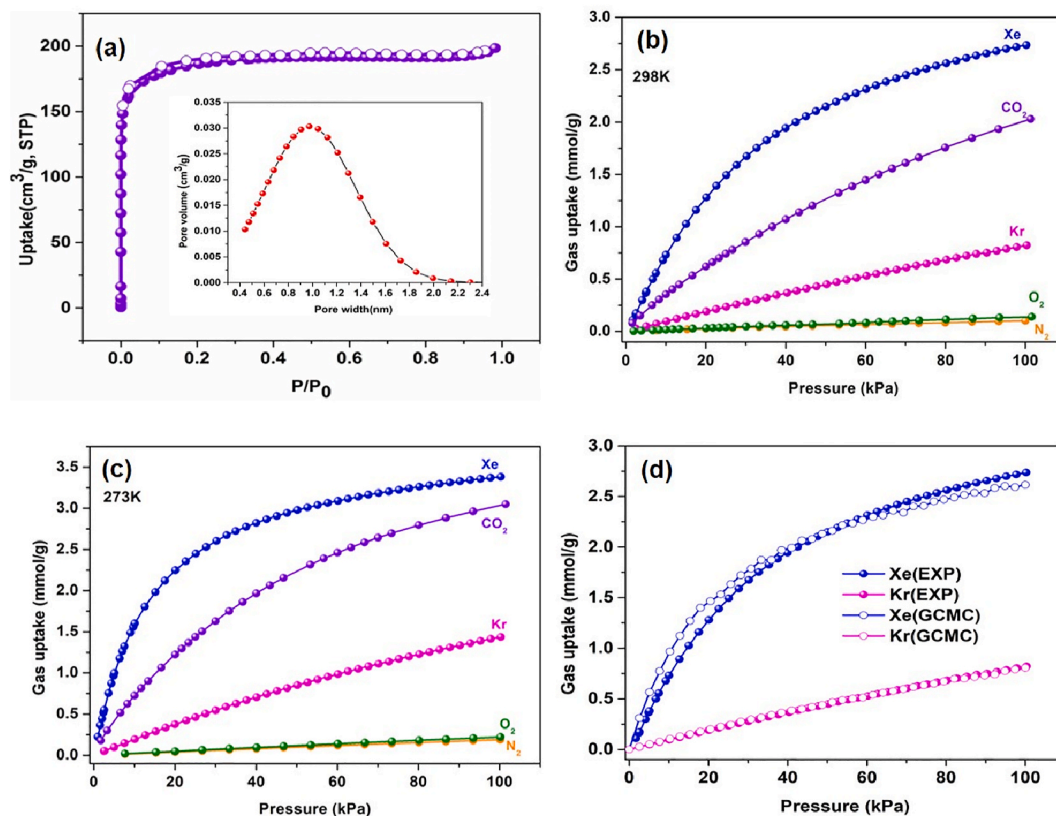 (a)
Uptake(cm³/g, STP)
200
150
100
50
0
0.0 0.2 0.4 0.6 0.8 1.0
P/P₀
Pore volume (cm³/g)
0.035
0.030
0.025
0.020
0.015
0.010
0.005
0.000
0.4 0.6 0.8 1.0 1.2 1.4 1.6 1.8 2.0 2.2 2.4
Pore width(nm)
(b)
298K
Gas uptake (mmol/g)
3.0
2.5
2.0
1.5
1.0
0.5
0.0
Xe
CO₂
Kr
O₂
N₂
0 20 40 60 80 100
Pressure (kPa)
(c)
273K
Gas uptake (mmol/g)
3.5
3.0
2.5
2.0
1.5
1.0
0.5
0.0
Xe
CO₂
Kr
O₂
N₂
0 20 40 60 80 100
Pressure (kPa)
(d)
Gas uptake (mmol/g)
3.0
2.5
2.0
1.5
1.0
0.5
0.0
Xe(EXP)
Kr(EXP)
Xe(GCMC)
Kr(GCMC)
0 20 40 60 80 100
Pressure (kPa)